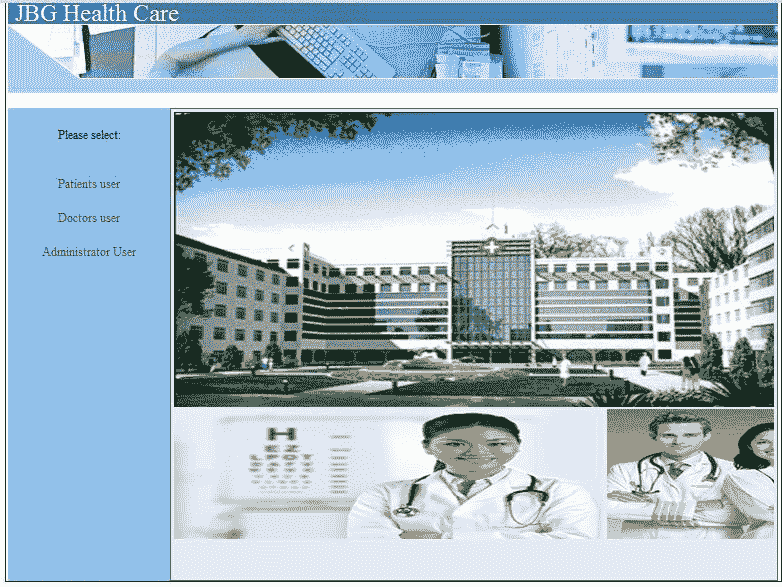 JBG Health Care
Please select:
Patients user
Doctors user
Administrator User
H